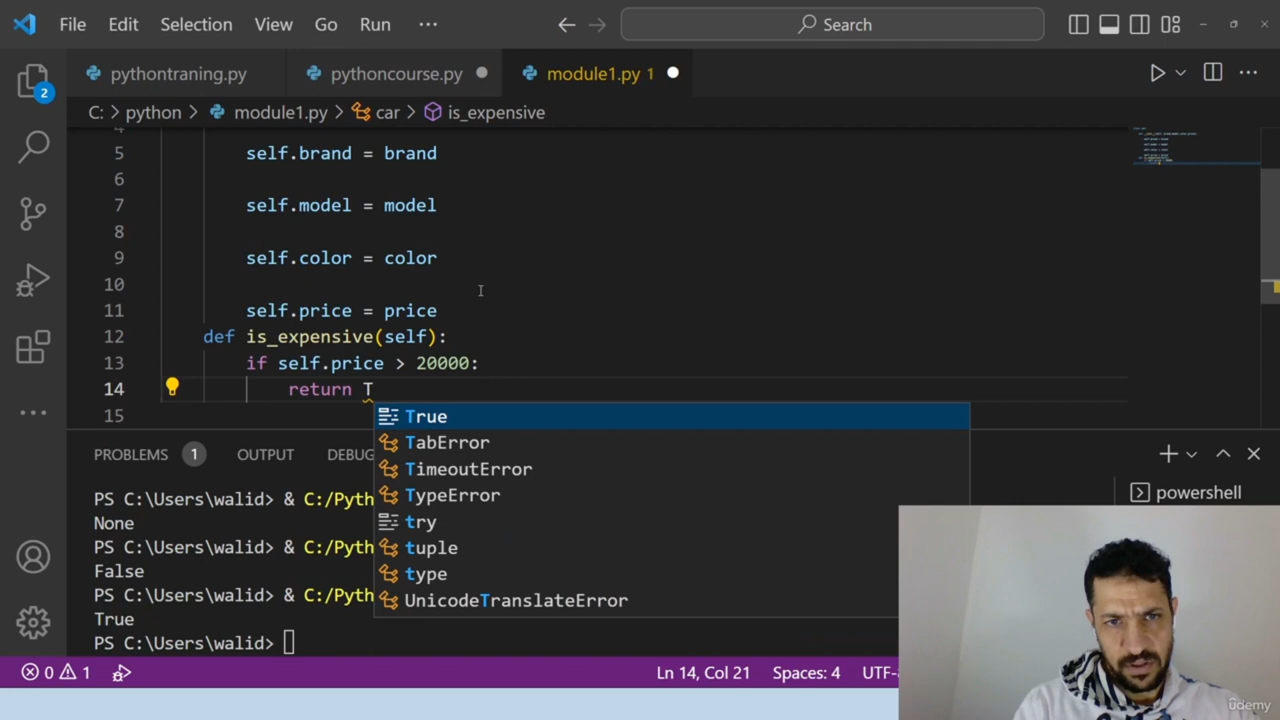 File Edit Selection View Go Run ··· Search
pythontraning.py pythoncourse.py module1.py 1
2
C: > python > module1.py > car > is_expensive
4
5 self.brand = brand
6
7 self.model = model
8
9 self.color = color
10
11 self.price = price
12 def is_expensive(self):
13 if self.price > 20000:
14 return T
15
True
TabError
TimeoutError
TypeError
try
tuple
type
UnicodeTranslateError
PROBLEMS 1 OUTPUT DEBUG
powershell
PS C:\Users\walid> & C:/Pyth
None
PS C:\Users\walid> & C:/Pyth
False
PS C:\Users\walid> & C:/Pyth
True
PS C:\Users\walid>
0 1 Ln 14, Col 21 Spaces: 4 UTF-8
udemy